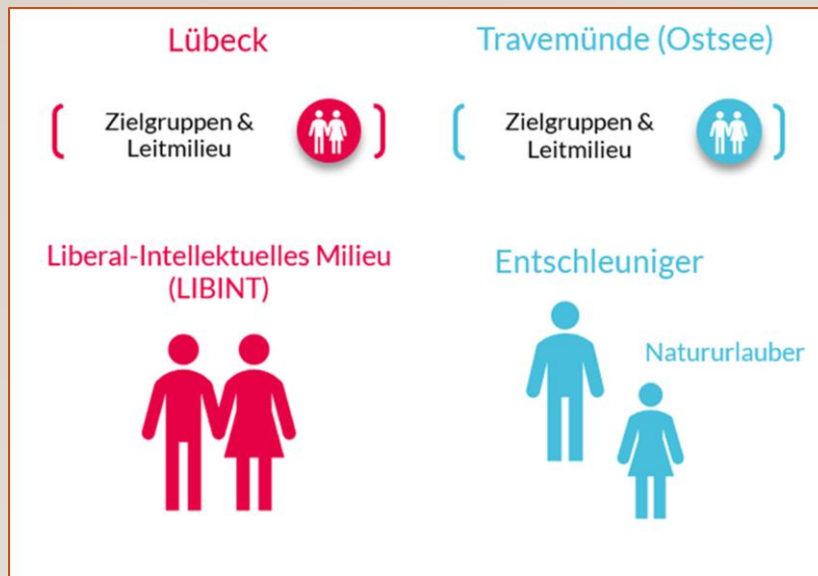 Lübeck
Zielgruppen &
Leitmilieu
Liberal-Intellektuelles Milieu
(LIBINT)
Travemünde (Ostsee)
Zielgruppen &
Leitmilieu
Entschleuniger
Natururlauber